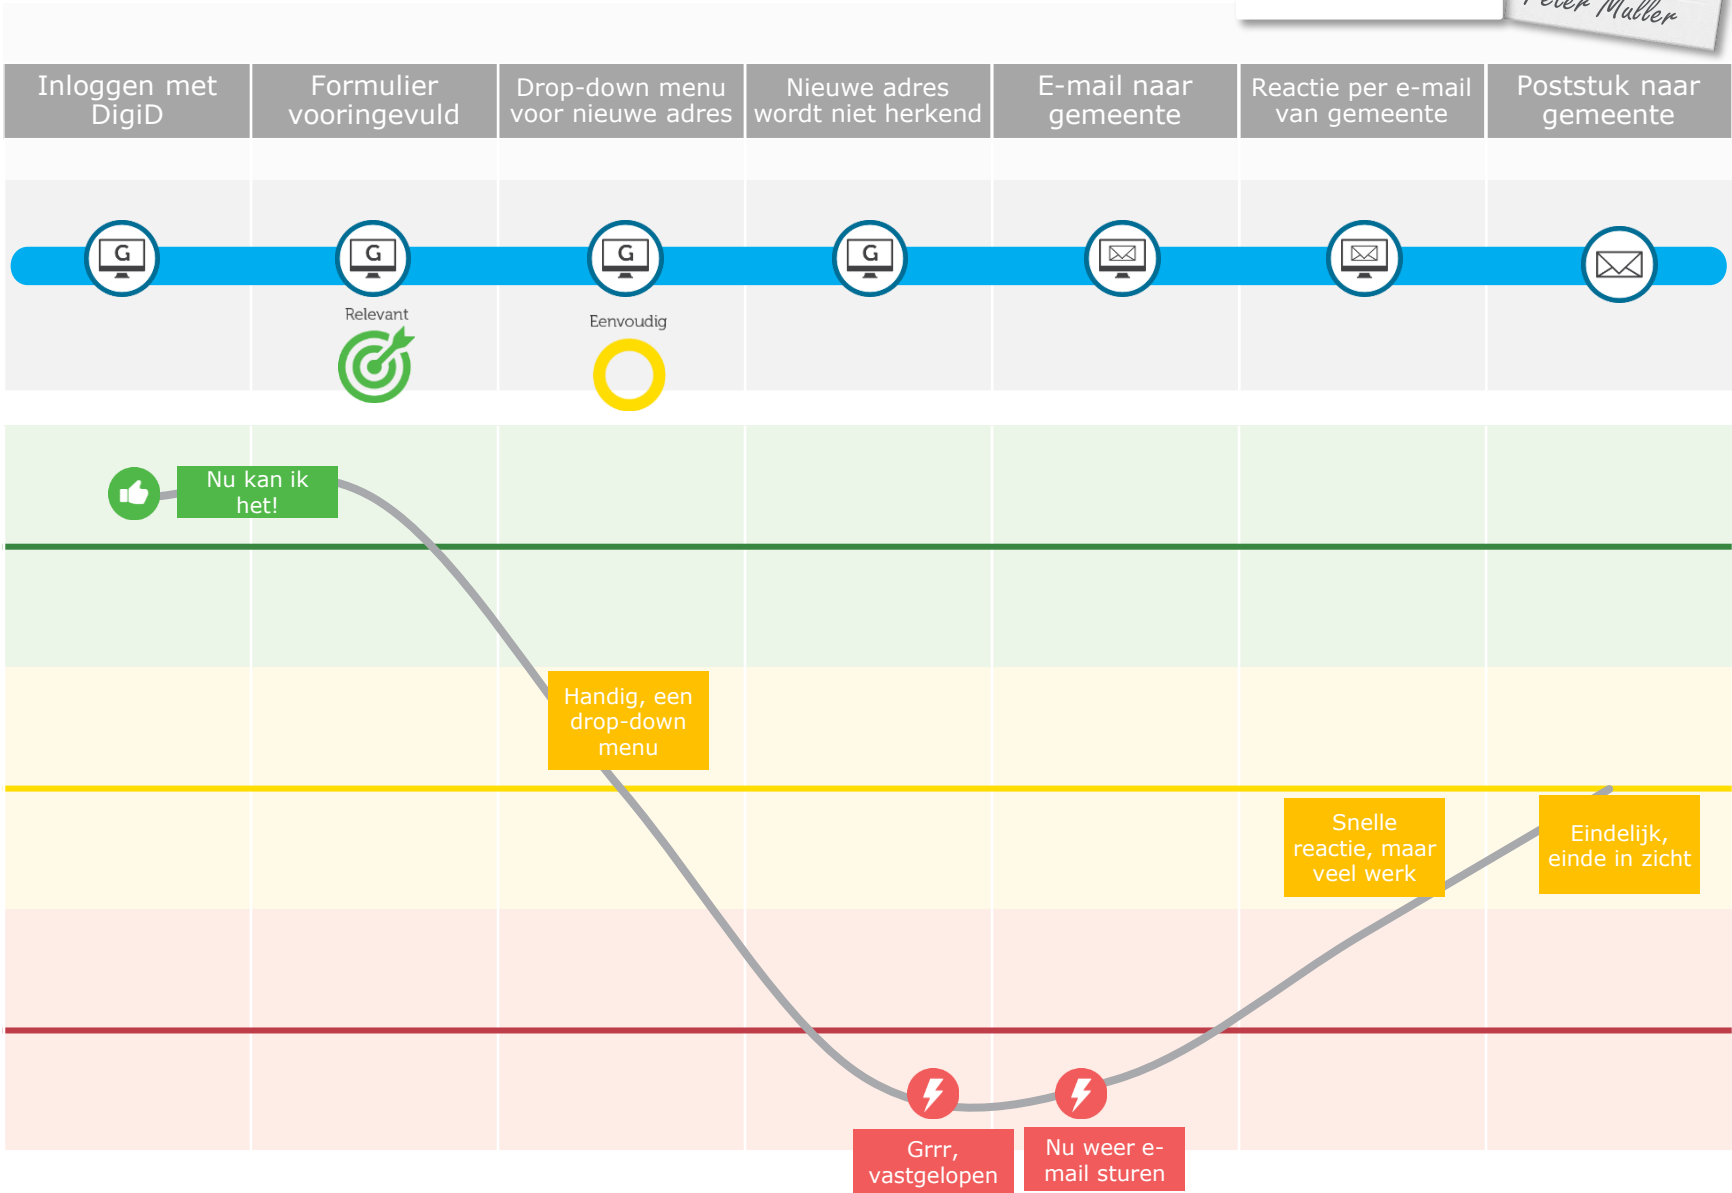 Peter Muller
Inloggen met
DigiD
Formulier
vooringevuld
Drop-down menu
voor nieuwe adres
Nieuwe adres
wordt niet herkend
E-mail naar
gemeente
Reactie per e-mail
van gemeente
Poststuk naar
gemeente
G
G
G
G
Relevant
Eenvoudig
Nu kan ik
het!
Handig, een
drop-down
menu
Snelle
reactie, maar
veel werk
Eindelijk,
einde in zicht
Grrr,
vastgelopen
Nu weer e-
mail sturen